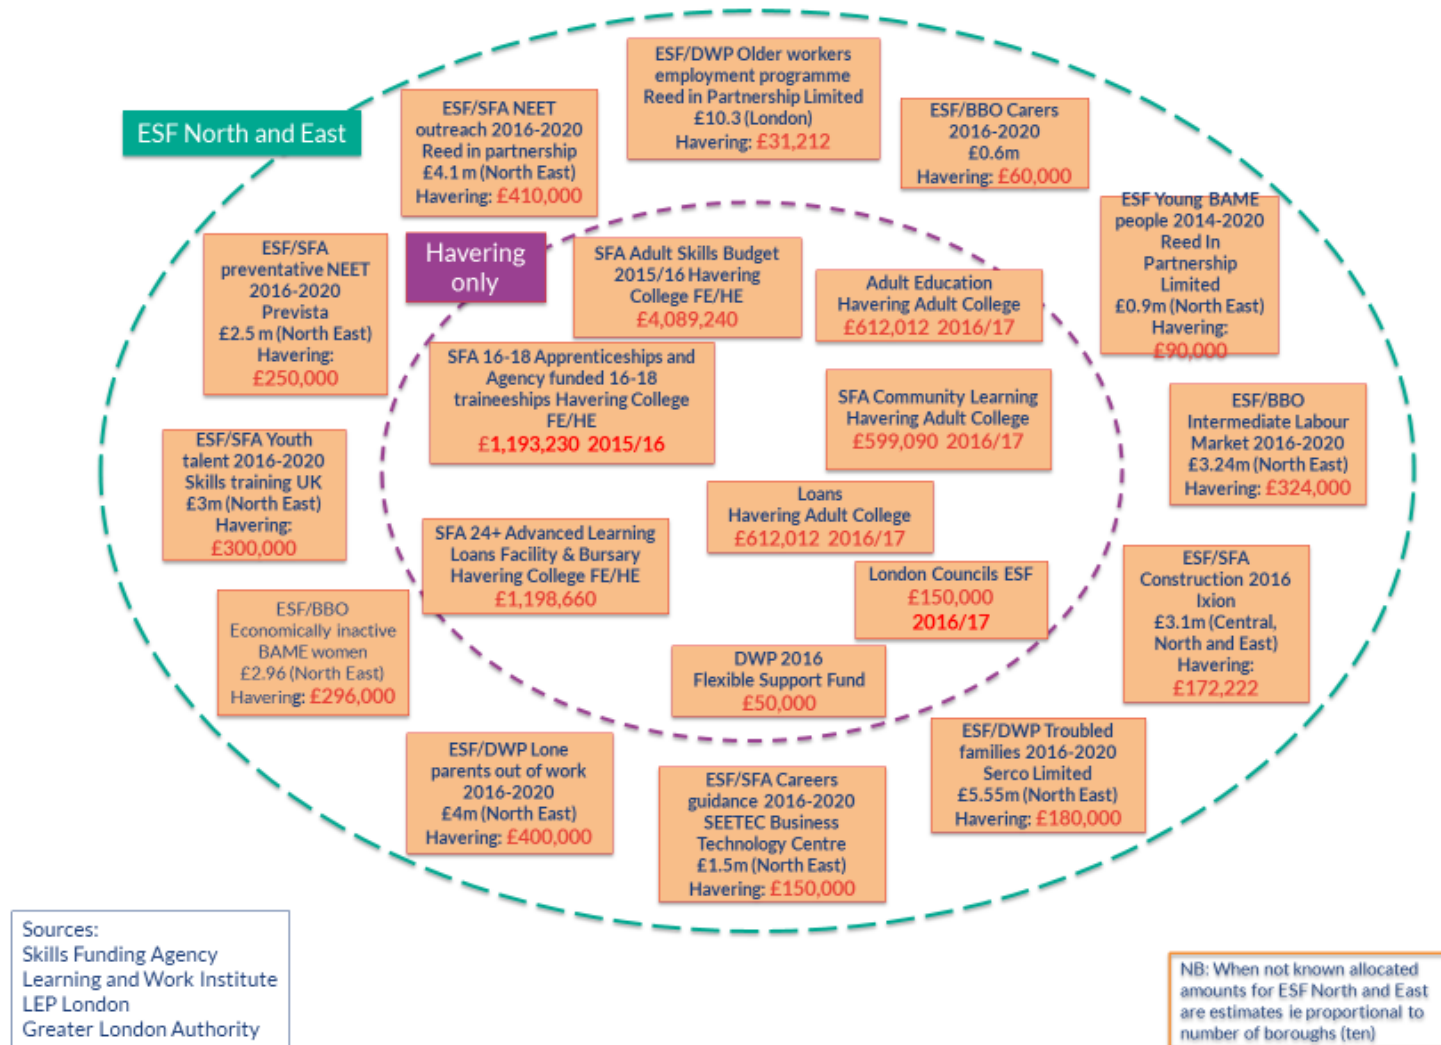 ESF North and East
ESF/SFA NEET
outreach 2016-2020
Reed in partnership
£4.1 m (North East)
Havering: £410,000
ESF/DWP Older workers
employment programme
Reed in Partnership Limited
£10.3 (London)
Havering: £31,212
ESF/BBO Carers
2016-2020
£0.6m
Havering: £60,000
ESF Young BAME
people 2014-2020
Reed In
Partnership
Limited
£0.9m (North East)
Havering:
£90,000
ESF/SFA
preventative NEET
2016-2020
Prevista
£2.5 m (North East)
Havering:
£250,000
Havering
only
SFA Adult Skills Budget
2015/16 Havering
College FE/HE
£4,089,240
Adult Education
Havering Adult College
£612,012 2016/17
SFA 16-18 Apprenticeships and
Agency funded 16-18
traineeships Havering College
FE/HE
£1,193,230 2015/16
SFA Community Learning
Havering Adult College
£599,090 2016/17
ESF/BBO
Intermediate Labour
Market 2016-2020
£3.24m (North East)
Havering: £324,000
ESF/SFA Youth
talent 2016-2020
Skills training UK
£3m (North East)
Havering:
£300,000
Loans
Havering Adult College
£612,012 2016/17
SFA 24+ Advanced Learning
Loans Facility & Bursary
Havering College FE/HE
£1,198,660
London Councils ESF
£150,000
2016/17
ESF/SFA
Construction 2016
Ixion
£3.1m (Central,
North and East)
Havering:
£172,222
ESF/BBO
Economically inactive
BAME women
£2.96 (North East)
Havering: £296,000
DWP 2016
Flexible Support Fund
£50,000
ESF/DWP Lone
parents out of work
2016-2020
£4m (North East)
Havering: £400,000
ESF/SFA Careers
guidance 2016-2020
SEETEC Business
Technology Centre
£1.5m (North East)
Havering: £150,000
ESF/DWP Troubled
families 2016-2020
Serco Limited
£5.55m (North East)
Havering: £180,000
Sources:
Skills Funding Agency
Learning and Work Institute
LEP London
Greater London Authority
NB: When not known allocated
amounts for ESF North and East
are estimates ie proportional to
number of boroughs (ten)